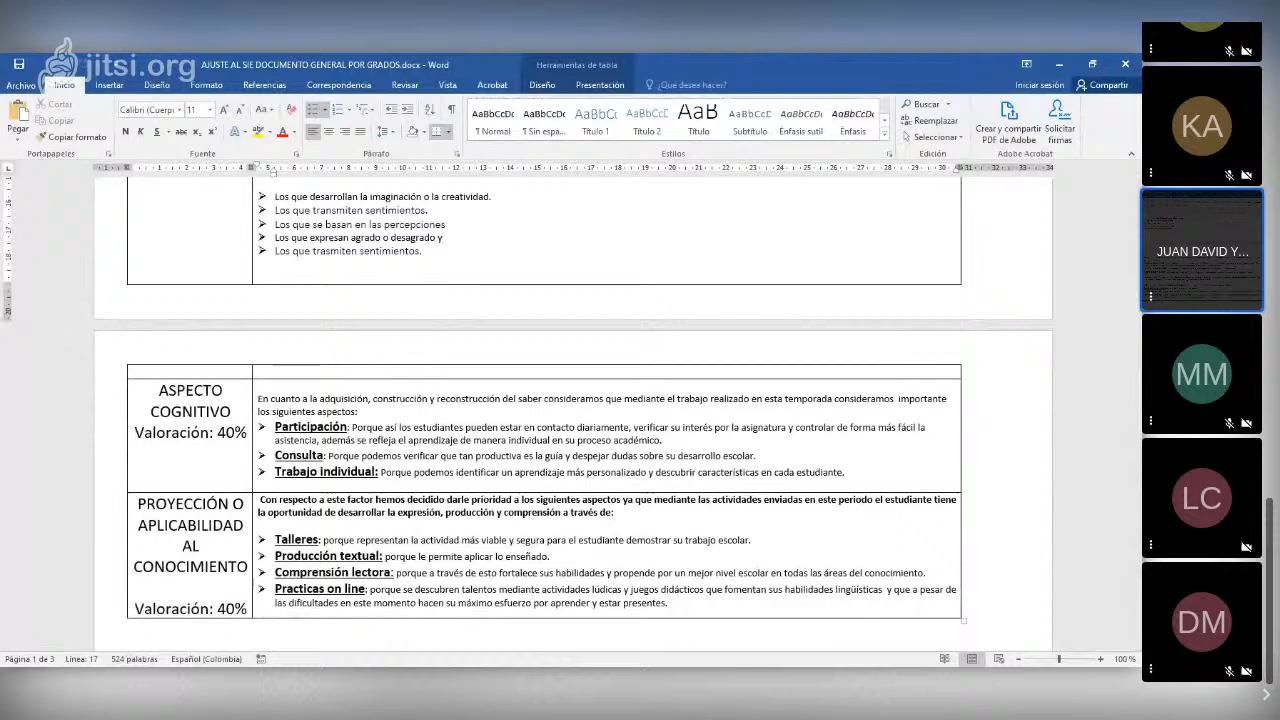 jitsi.org
AJUSTE AL SIE DOCUMENTO GENERAL POR GRADOS.docx - Word
Herramientas de tabla
Archivo Inicio Insertar Diseño Formato Referencias Correspondencia Revisar Vista Acrobat Diseño Presentación ¿Qué desea hacer? Iniciar sesión Compartir
Pegar
Cortar
Copiar
Copiar formato
Portapapeles
Calibri (Cuerp 11
N K S abc x₂ x²
Fuente
Párrafo
AaBbCcDc AaBbCcDc AaBbC AaBbCcD AaB AaBbCcD AaBbCcDc AaBbCcDc
¶ Normal ¶ Sin espa... Título 1 Título 2 Título Subtítulo Énfasis sutil Énfasis
Estilos
Buscar
Reemplazar
Seleccionar
Edición
Crear y compartir PDF de Adobe
Solicitar firmas
Adobe Acrobat
Los que desarrollan la imaginación o la creatividad.
Los que transmiten sentimientos.
Los que se basan en las percepciones
Los que expresan agrado o desagrado y
Los que trasmiten sentimientos.
ASPECTO
COGNITIVO
Valoración: 40%
En cuanto a la adquisición, construcción y reconstrucción del saber consideramos que mediante el trabajo realizado en esta temporada consideramos importante
los siguientes aspectos:
Participación: Porque así los estudiantes pueden estar en contacto diariamente, verificar su interés por la asignatura y controlar de forma más fácil la
asistencia, además se refleja el aprendizaje de manera individual en su proceso académico.
Consulta: Porque podemos verificar que tan productiva es la guía y despejar dudas sobre su desarrollo escolar.
Trabajo individual: Porque podemos identificar un aprendizaje más personalizado y descubrir características en cada estudiante.
PROYECCIÓN O
APLICABILIDAD
AL
CONOCIMIENTO
Valoración: 40%
Con respecto a este factor hemos decidido darle prioridad a los siguientes aspectos ya que mediante las actividades enviadas en este periodo el estudiante tiene
la oportunidad de desarrollar la expresión, producción y comprensión a través de:
Talleres: porque representan la actividad más viable y segura para el estudiante demostrar su trabajo escolar.
Producción textual: porque le permite aplicar lo enseñado.
Comprensión lectora: porque a través de esto fortalece sus habilidades y propende por un mejor nivel escolar en todas las áreas del conocimiento.
Practicas on line: porque se descubren talentos mediante actividades lúdicas y juegos didácticos que fomentan sus habilidades lingüísticas y que a pesar de
las dificultades en este momento hacen su máximo esfuerzo por aprender y estar presentes.
Página 1 de 3 Línea: 17 524 palabras Español (Colombia) 100 %
KA
JUAN DAVID Y...
MM
LC
DM